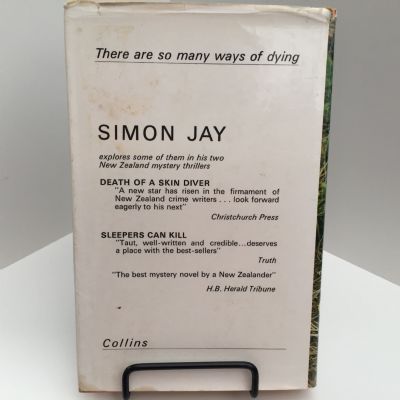 There are so many ways of dying
SIMON JAY
explores some of them in his two
New Zealand mystery thrillers
DEATH OF A SKIN DIVER
"A new star has risen in the firmament of
New Zealand crime writers . . . look forward
eagerly to his next"
Christchurch Press
SLEEPERS CAN KILL
"Taut, well-written and credible...deserves
a place with the best-sellers"
Truth
"The best mystery novel by a New Zealander"
H.B. Herald Tribune
Collins